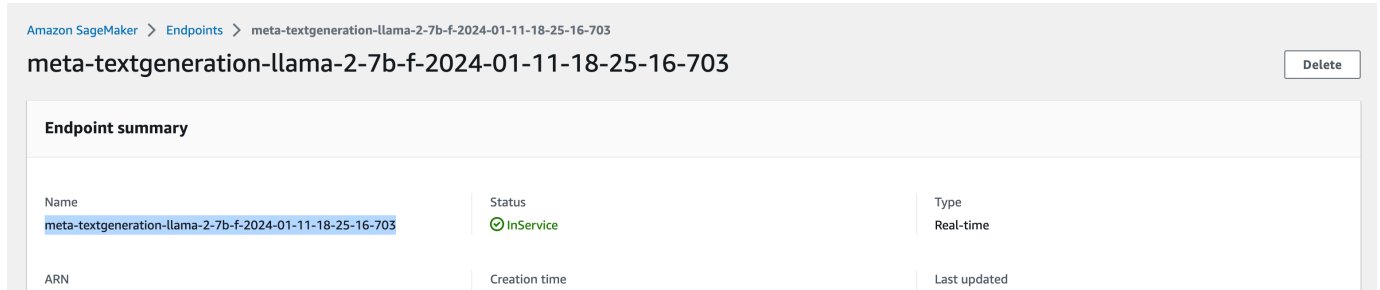 Amazon SageMaker > Endpoints > meta-textgeneration-llama-2-7b-f-2024-01-11-18-25-16-703
meta-textgeneration-llama-2-7b-f-2024-01-11-18-25-16-703
Delete
Endpoint summary
Name
meta-textgeneration-llama-2-7b-f-2024-01-11-18-25-16-703
Status
InService
Type
Real-time
ARN
Creation time
Last updated